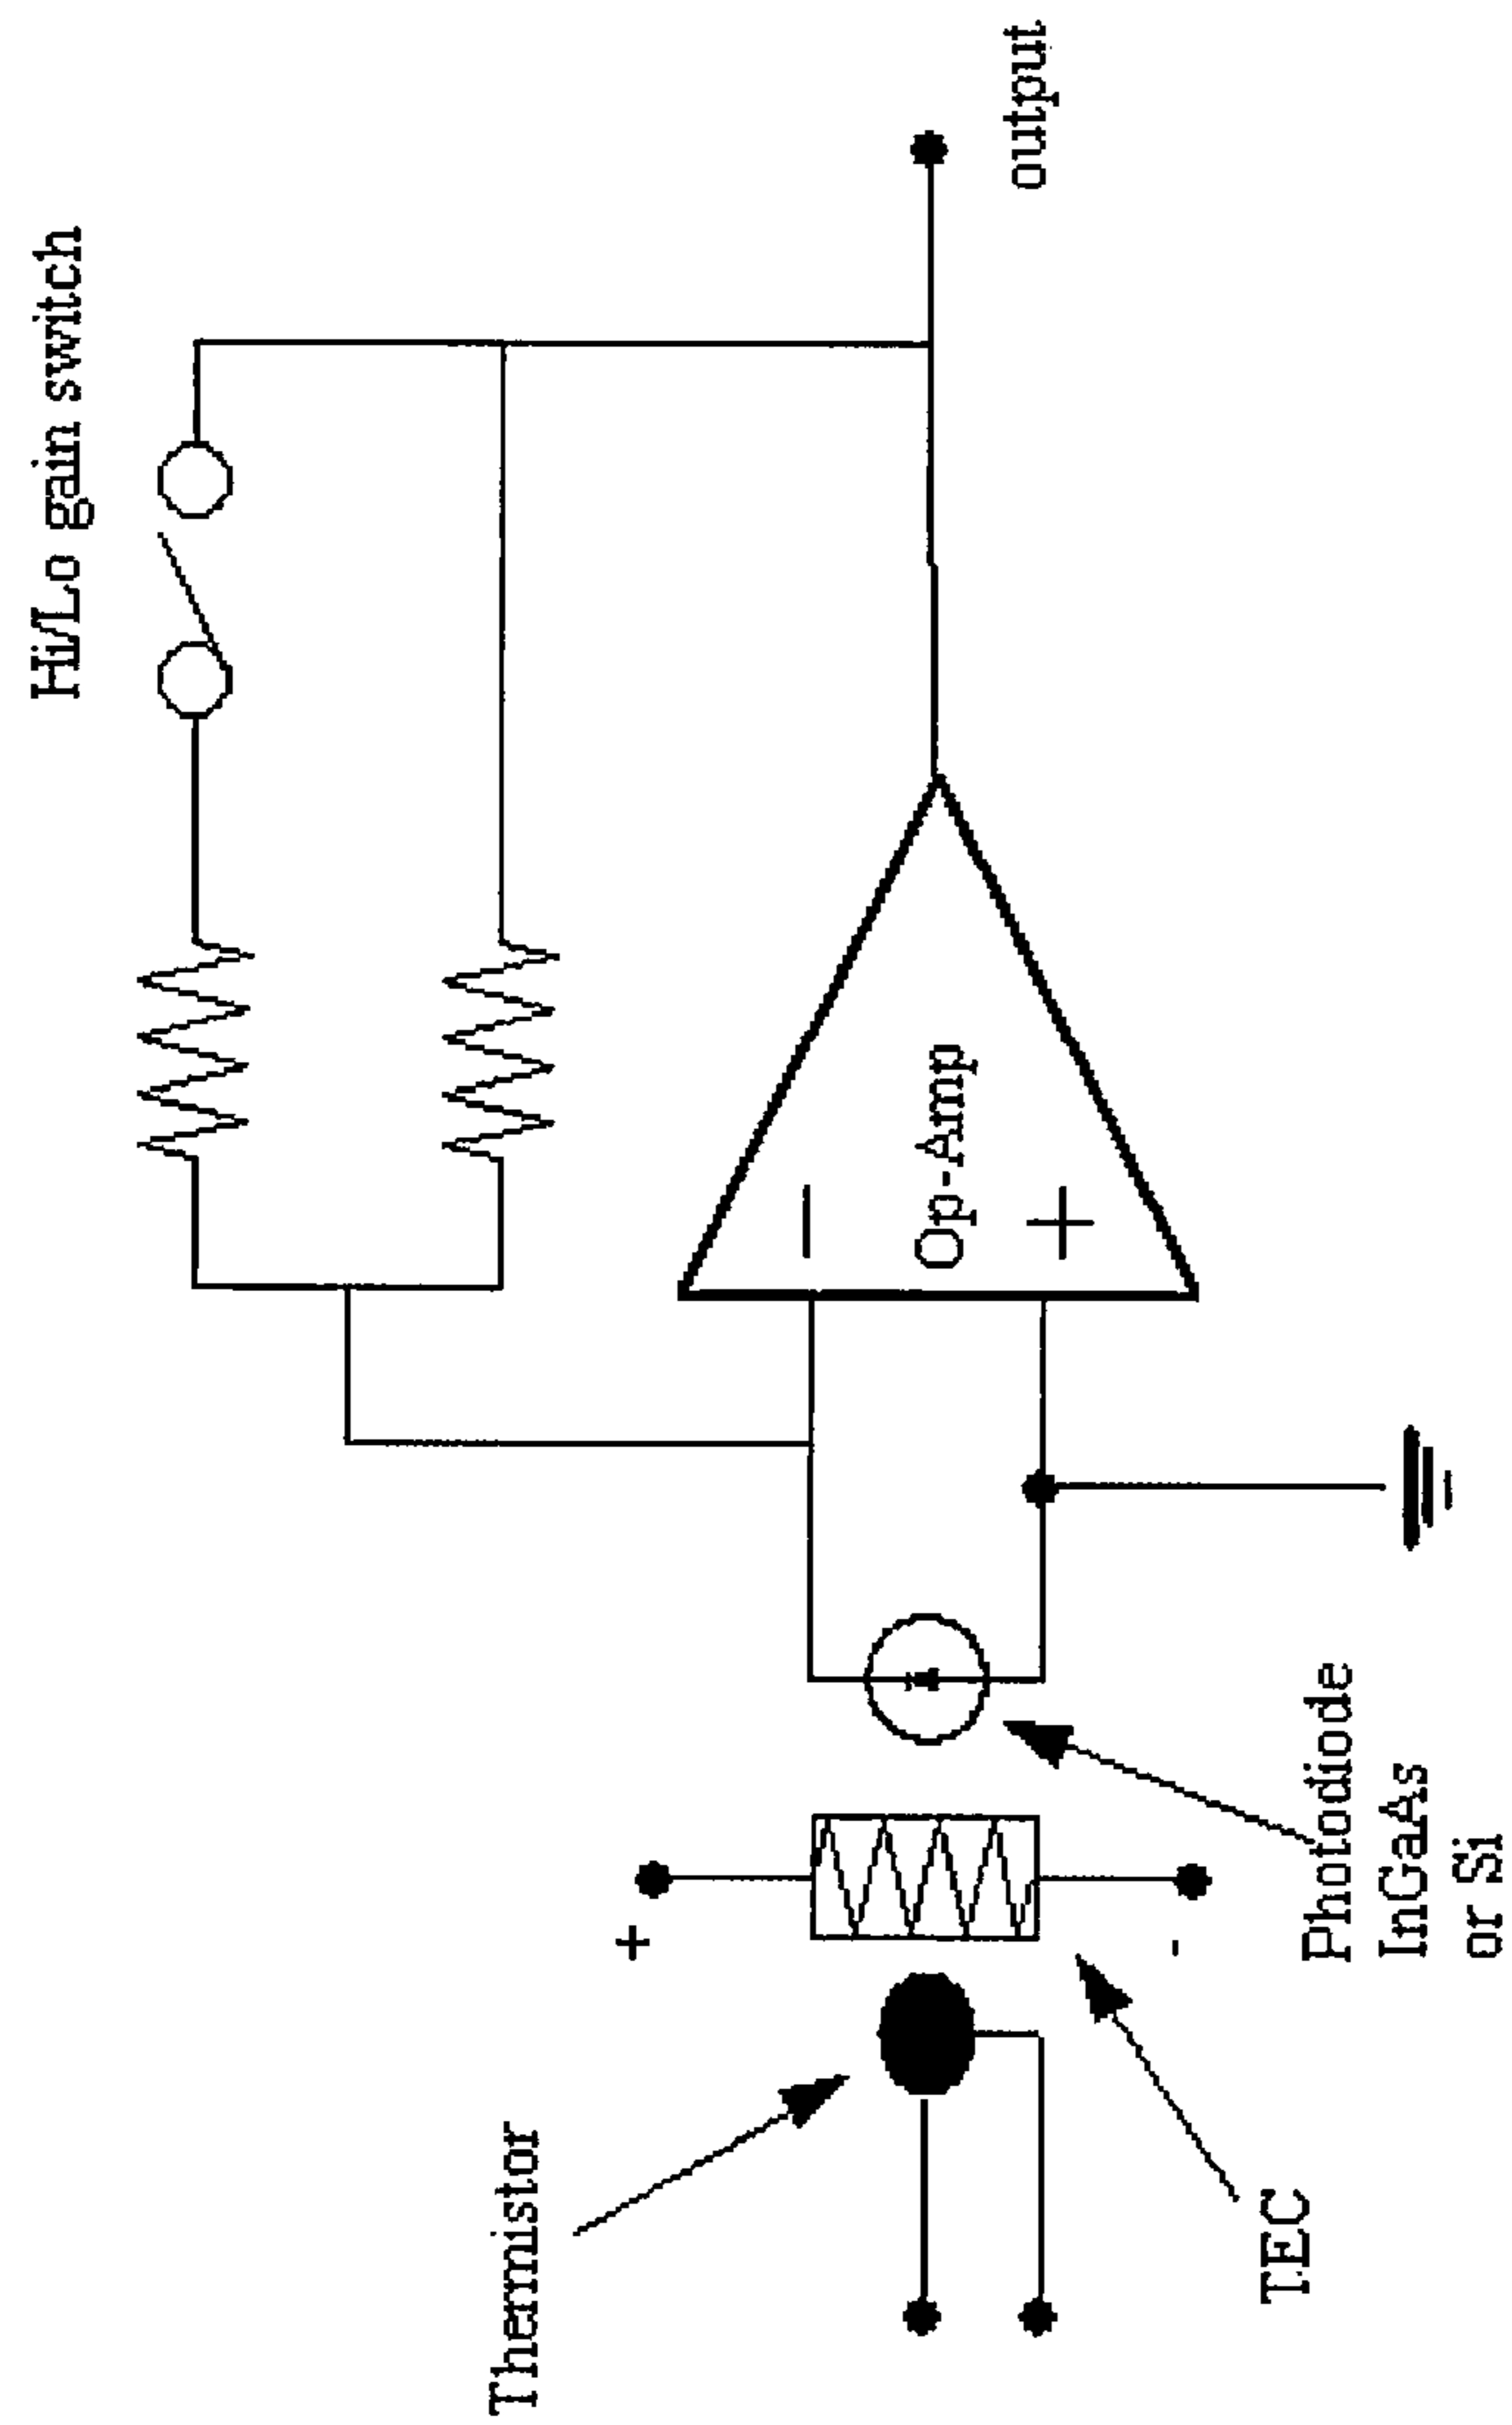 Hi/Lo gain switch
output
−
Op-Amp
+
Thermistor
+
-
TEC
Photodiode
InGaAs
or Si